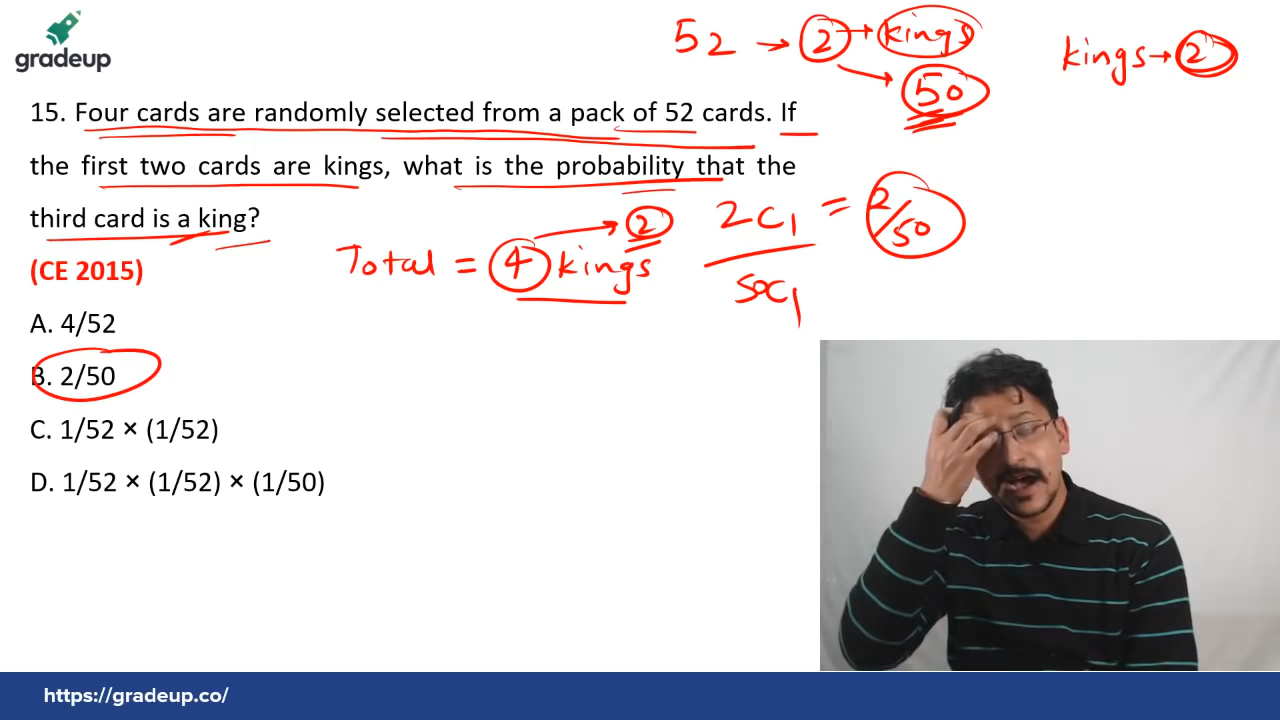 gradeup
52 → 2 → kings
→ 50
kings → 2
15. Four cards are randomly selected from a pack of 52 cards. If
the first two cards are kings, what is the probability that the
third card is a king?
Total = 4 kings → 2
2C1 / 50C1 = 2/50
(CE 2015)
A. 4/52
B. 2/50
C. 1/52 × (1/52)
D. 1/52 × (1/52) × (1/50)
https://gradeup.co/